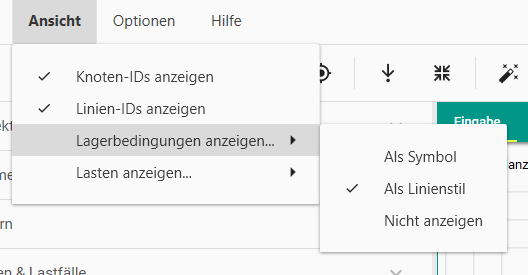 Ansicht Optionen Hilfe
Knoten-IDs anzeigen
Linien-IDs anzeigen
Eingabe
Lagerbedingungen anzeigen...
Als Symbol
Lasten anzeigen...
Als Linienstil
Nicht anzeigen
n & Lastfälle